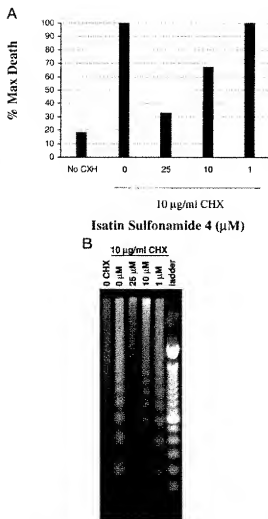 A
% Max Death
100
90
80
70
60
50
40
30
20
10
0
No CXH 0 25 10 1
10 µg/ml CHX
Isatin Sulfonamide 4 (µM)
B
10 µg/ml CHX
0 CHX 0 µM 25 µM 10 µM 1 µM ladder